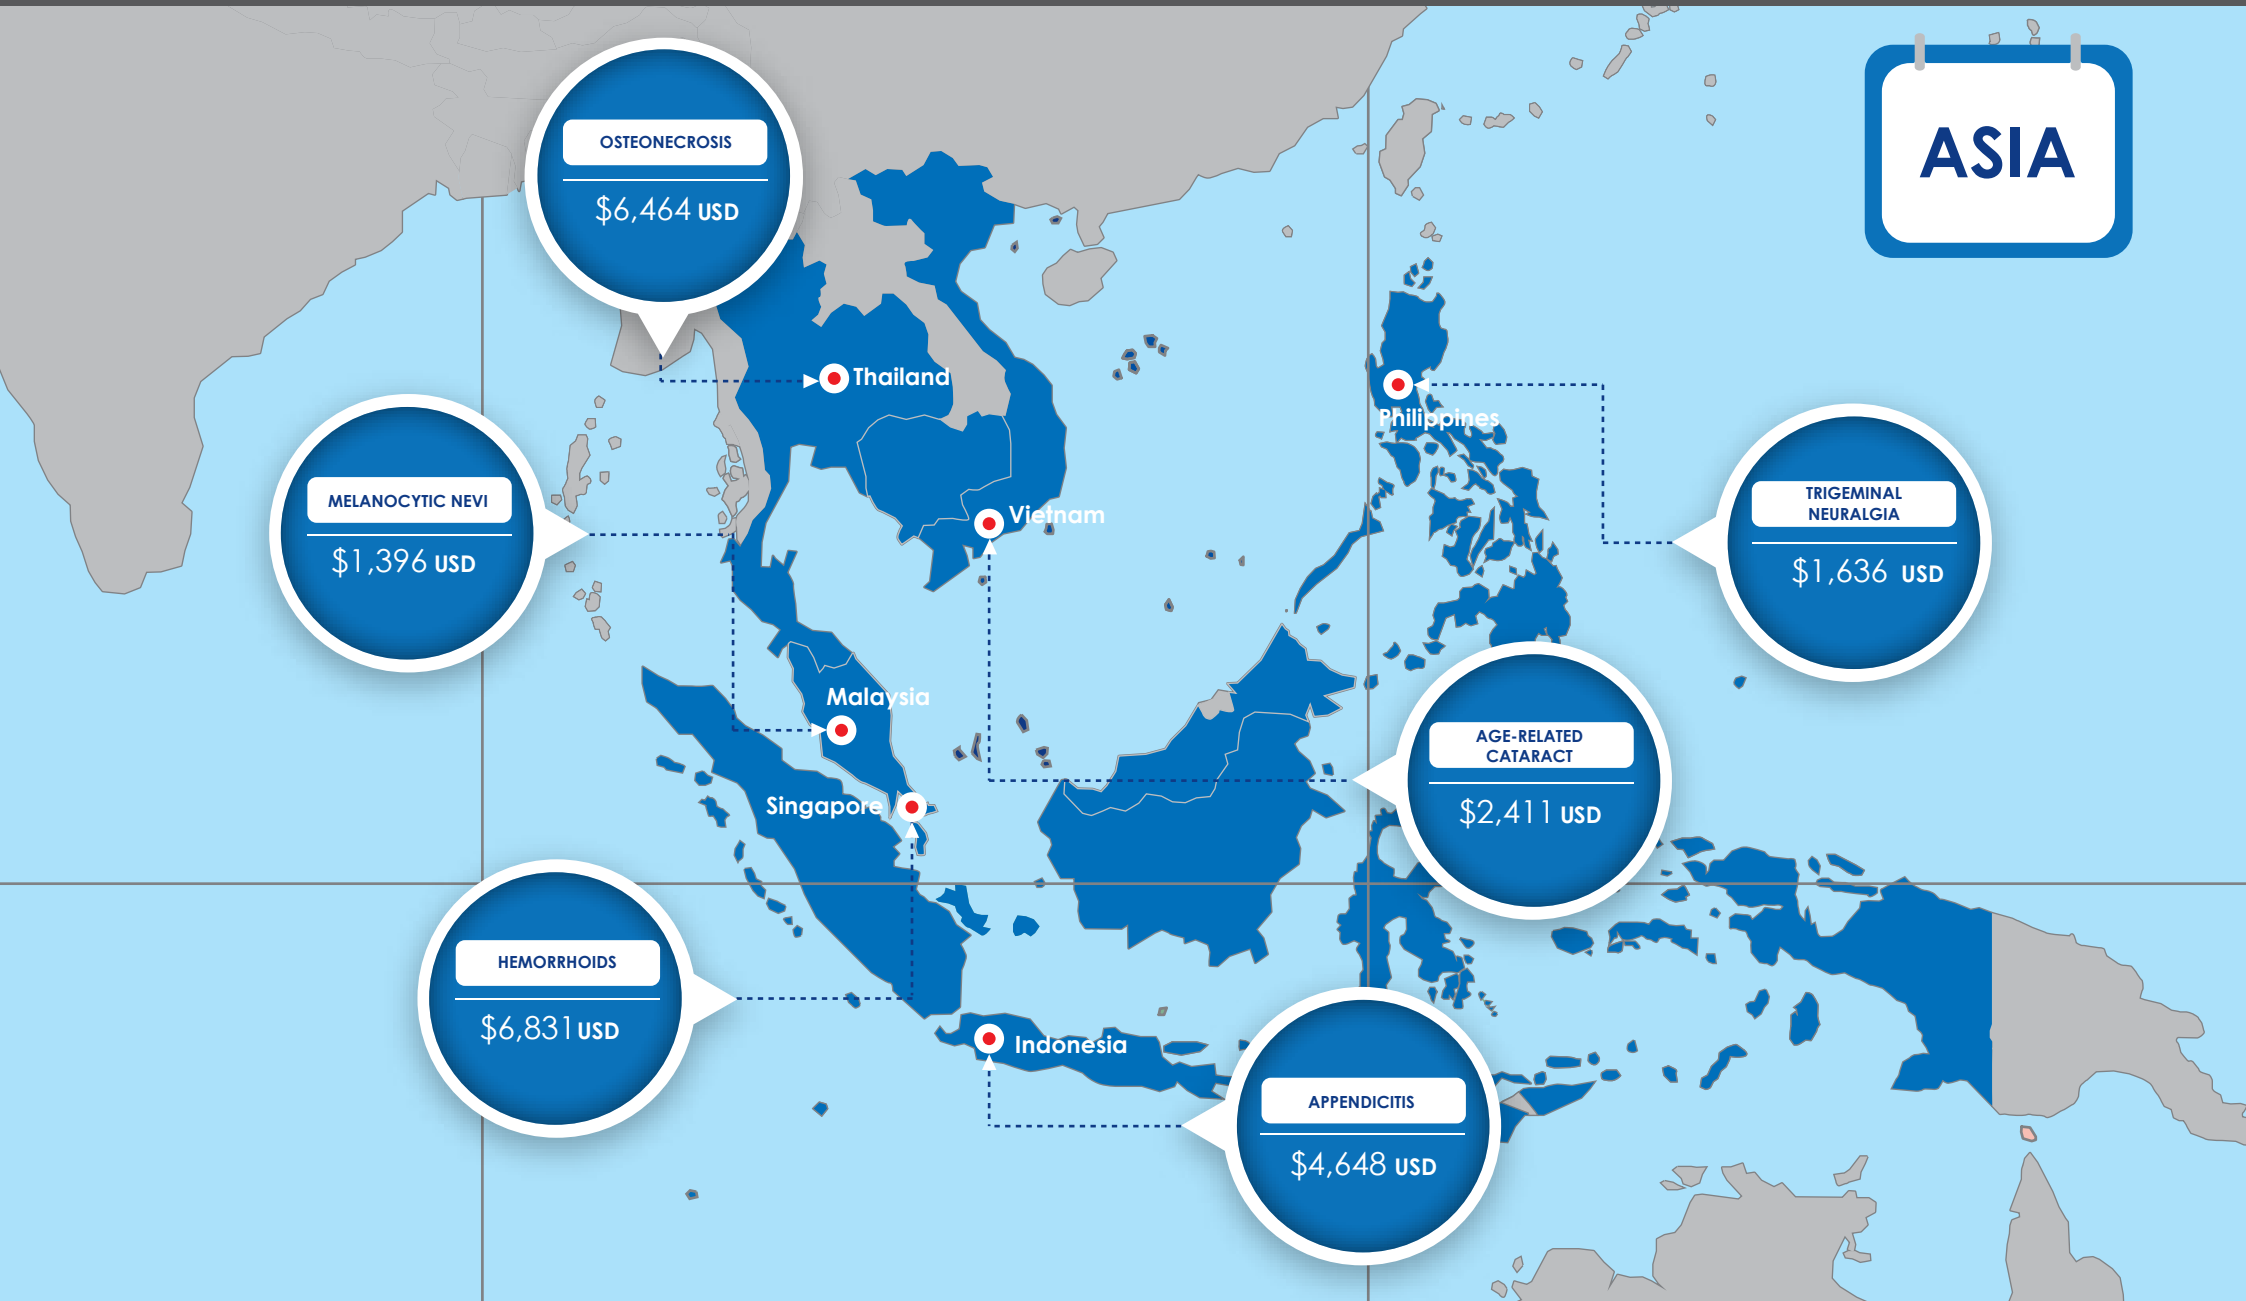 ASIA
OSTEONECROSIS
$6,464 USD
Thailand
MELANOCYTIC NEVI
$1,396 USD
Philippines
TRIGEMINAL
NEURALGIA
$1,636 USD
Vietnam
Malaysia
AGE-RELATED
CATARACT
$2,411 USD
Singapore
HEMORRHOIDS
$6,831 USD
Indonesia
APPENDICITIS
$4,648 USD